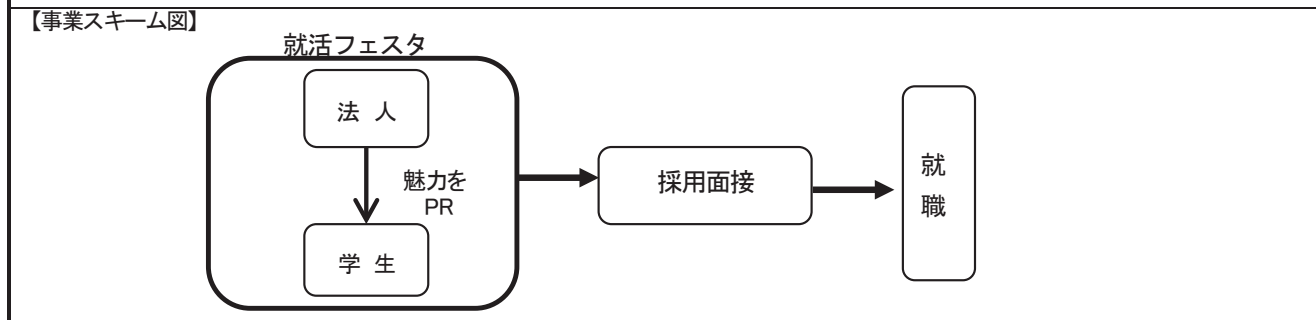 【事業スキーム図】
就活フェスタ
法 人
魅力を
PR
学 生
採用面接
就
職